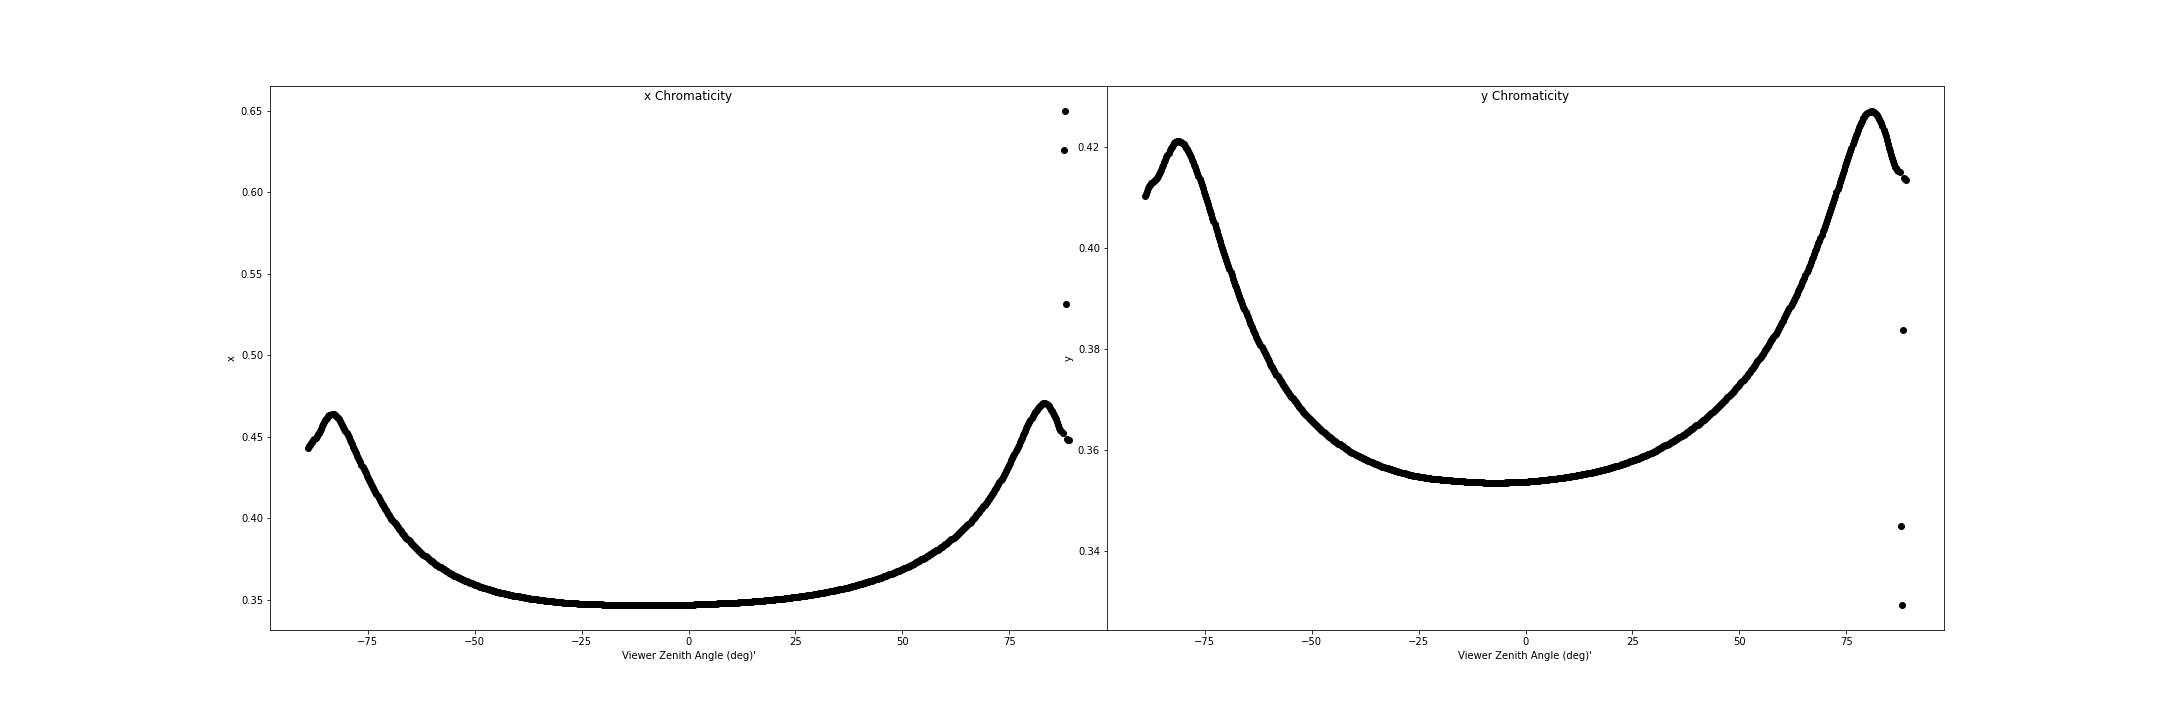 x Chromaticity
0.65
0.60
0.55
0.50
0.45
0.40
0.35
x
−75 −50 −25 0 25 50 75
Viewer Zenith Angle (deg)'
y Chromaticity
0.42
0.40
0.38
0.36
0.34
y
−75 −50 −25 0 25 50 75
Viewer Zenith Angle (deg)'